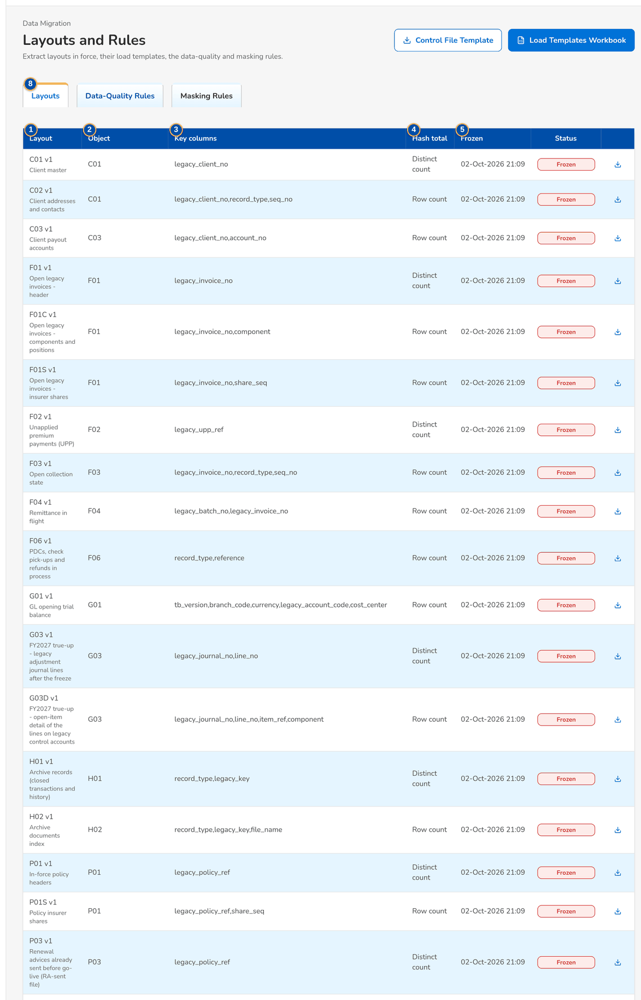 Data Migration
Layouts and Rules
Extract layouts in force, their load templates, the data-quality and masking rules.
Control File Template
Load Templates Workbook
8
Layouts
Data-Quality Rules
Masking Rules
1 2 3 4 5
Layout Object Key columns Hash total Frozen Status
C01 v1
Client master
C01
legacy_client_no
Distinct
count
02-Oct-2026 21:09
Frozen
C02 v1
Client addresses
and contacts
C01
legacy_client_no,record_type,seq_no
Row count
02-Oct-2026 21:09
Frozen
C03 v1
Client payout
accounts
C03
legacy_client_no,account_no
Row count
02-Oct-2026 21:09
Frozen
F01 v1
Open legacy
invoices -
header
F01
legacy_invoice_no
Distinct
count
02-Oct-2026 21:09
Frozen
F01C v1
Open legacy
invoices -
components and
positions
F01
legacy_invoice_no,component
Row count
02-Oct-2026 21:09
Frozen
F01S v1
Open legacy
invoices -
insurer shares
F01
legacy_invoice_no,share_seq
Row count
02-Oct-2026 21:09
Frozen
F02 v1
Unapplied
premium
payments (UPP)
F02
legacy_upp_ref
Distinct
count
02-Oct-2026 21:09
Frozen
F03 v1
Open collection
state
F03
legacy_invoice_no,record_type,seq_no
Row count
02-Oct-2026 21:09
Frozen
F04 v1
Remittance in
flight
F04
legacy_batch_no,legacy_invoice_no
Row count
02-Oct-2026 21:09
Frozen
F06 v1
PDCs, check
pick-ups and
refunds in
process
F06
record_type,reference
Row count
02-Oct-2026 21:09
Frozen
G01 v1
GL opening trial
balance
G01
tb_version,branch_code,currency,legacy_account_code,cost_center
Row count
02-Oct-2026 21:09
Frozen
G03 v1
FY2027 true-up
- legacy
adjustment
journal lines
after the freeze
G03
legacy_journal_no,line_no
Distinct
count
02-Oct-2026 21:09
Frozen
G03D v1
FY2027 true-up
- open-item
detail of the
lines on legacy
control accounts
G03
legacy_journal_no,line_no,item_ref,component
Row count
02-Oct-2026 21:09
Frozen
H01 v1
Archive records
(closed
transactions and
history)
H01
record_type,legacy_key
Distinct
count
02-Oct-2026 21:09
Frozen
H02 v1
Archive
documents
index
H02
record_type,legacy_key,file_name
Row count
02-Oct-2026 21:09
Frozen
P01 v1
In-force policy
headers
P01
legacy_policy_ref
Distinct
count
02-Oct-2026 21:09
Frozen
P01S v1
Policy insurer
shares
P01
legacy_policy_ref,share_seq
Row count
02-Oct-2026 21:09
Frozen
P03 v1
Renewal
advices already
sent before go-
live (RA-sent
file)
P03
legacy_policy_ref
Distinct
count
02-Oct-2026 21:09
Frozen